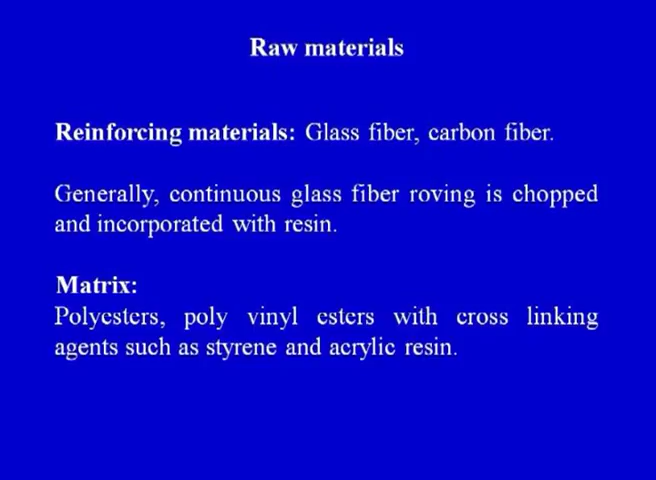 Raw materials
Reinforcing materials: Glass fiber, carbon fiber.
Generally, continuous glass fiber roving is chopped
and incorporated with resin.
Matrix:
Polyesters, poly vinyl esters with cross linking
agents such as styrene and acrylic resin.